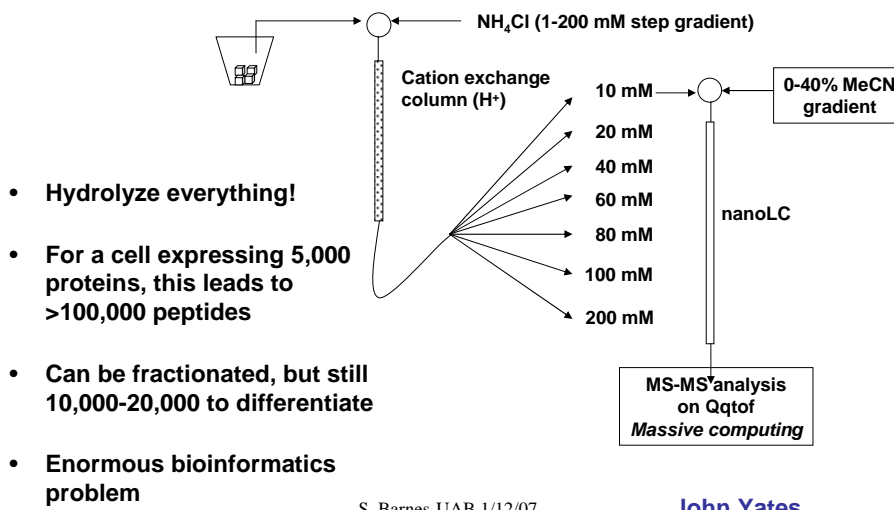 NH₄Cl (1-200 mM step gradient)
Cation exchange
column (H⁺)
10 mM
20 mM
40 mM
60 mM
80 mM
100 mM
200 mM
0-40% MeCN
gradient
nanoLC
MS-MS analysis
on Qqtof
Massive computing
• Hydrolyze everything!
• For a cell expressing 5,000
proteins, this leads to
>100,000 peptides
• Can be fractionated, but still
10,000-20,000 to differentiate
• Enormous bioinformatics
problem
S. Barnes-UAB 1/12/07
John Yates